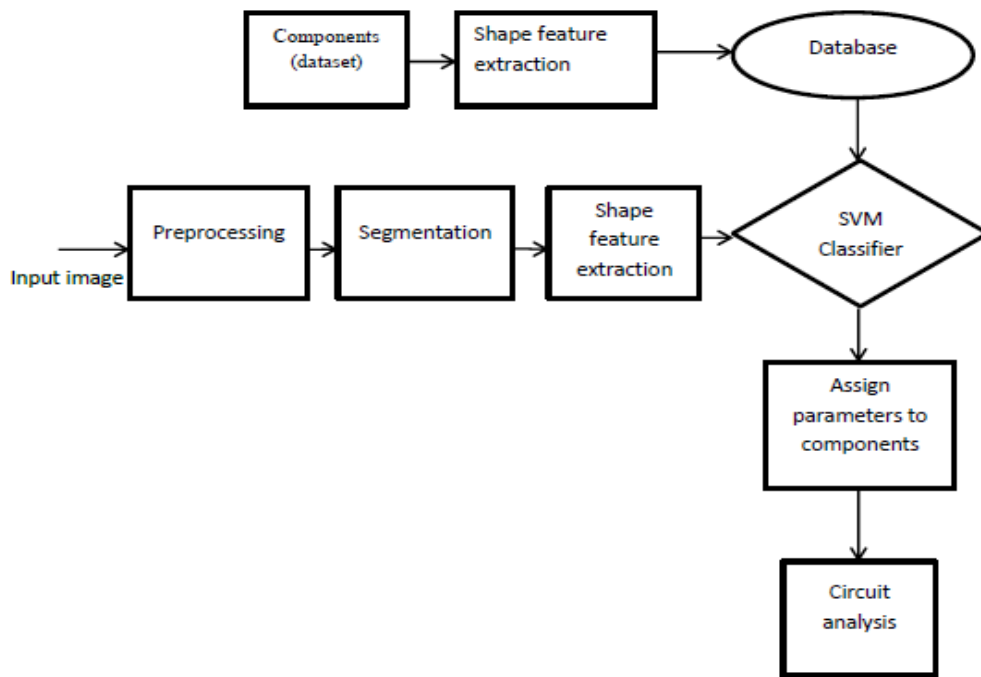 Components
(dataset)
Shape feature
extraction
Database
Input image
Preprocessing
Segmentation
Shape
feature
extraction
SVM
Classifier
Assign
parameters to
components
Circuit
analysis